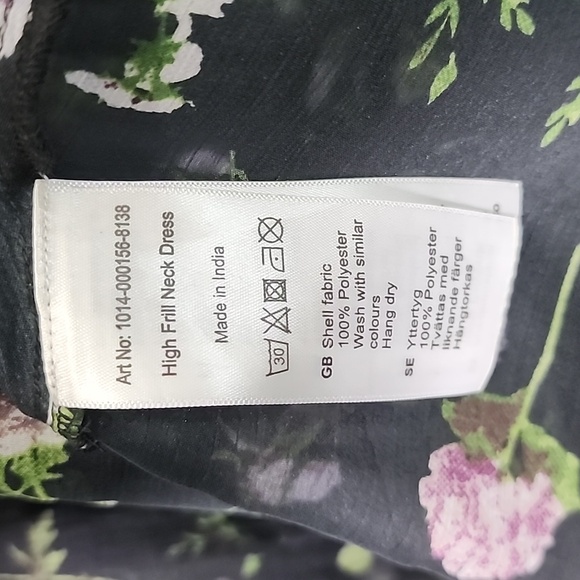 Art No: 1014-000156-8138
High Frill Neck Dress
Made in India
30
GB Shell fabric
100% Polyester
Wash with similar
colours
Hang dry
SE Yttertyg
100% Polyester
Tvättas med
liknande färger
Hängtorkas